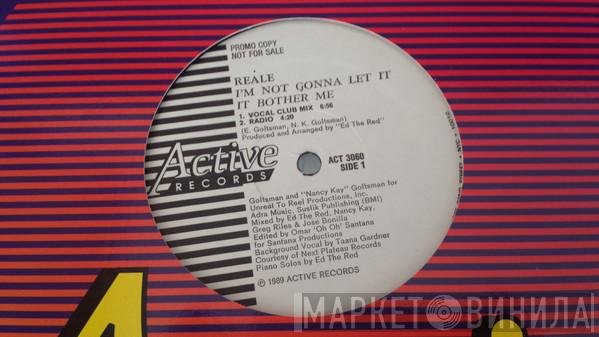 PROMO COPY
NOT FOR SALE
REÁLE
I'M NOT GONNA LET IT
IT BOTHER ME
1. VOCAL CLUB MIX 6:56
2. RADIO 4:20
(E. Goltsman, N. K. Goltsman)
Produced and Arranged by "Ed The Red"
Active
RECORDS
ACT 3060
SIDE 1
Goltsman and "Nancy Kay" Goltsman for
Unreal To Reel Productions, Inc.
Adra Music, Suslik Publishing (BMI)
Mixed by Ed The Red, Nancy Kay,
Greg Riles & Jose Bonilla
Edited by Omar 'Oh Oh' Santana
for Santana Productions
Background Vocal by Taana Gardner
Courtesy of Next Plateau Records
Piano Solos by Ed The Red
℗ 1989 ACTIVE RECORDS
МАРКЕТ ВИНИЛА